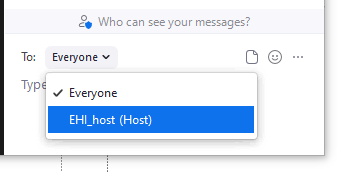 Who can see your messages?
To: Everyone
Type
Everyone
EHI_host (Host)